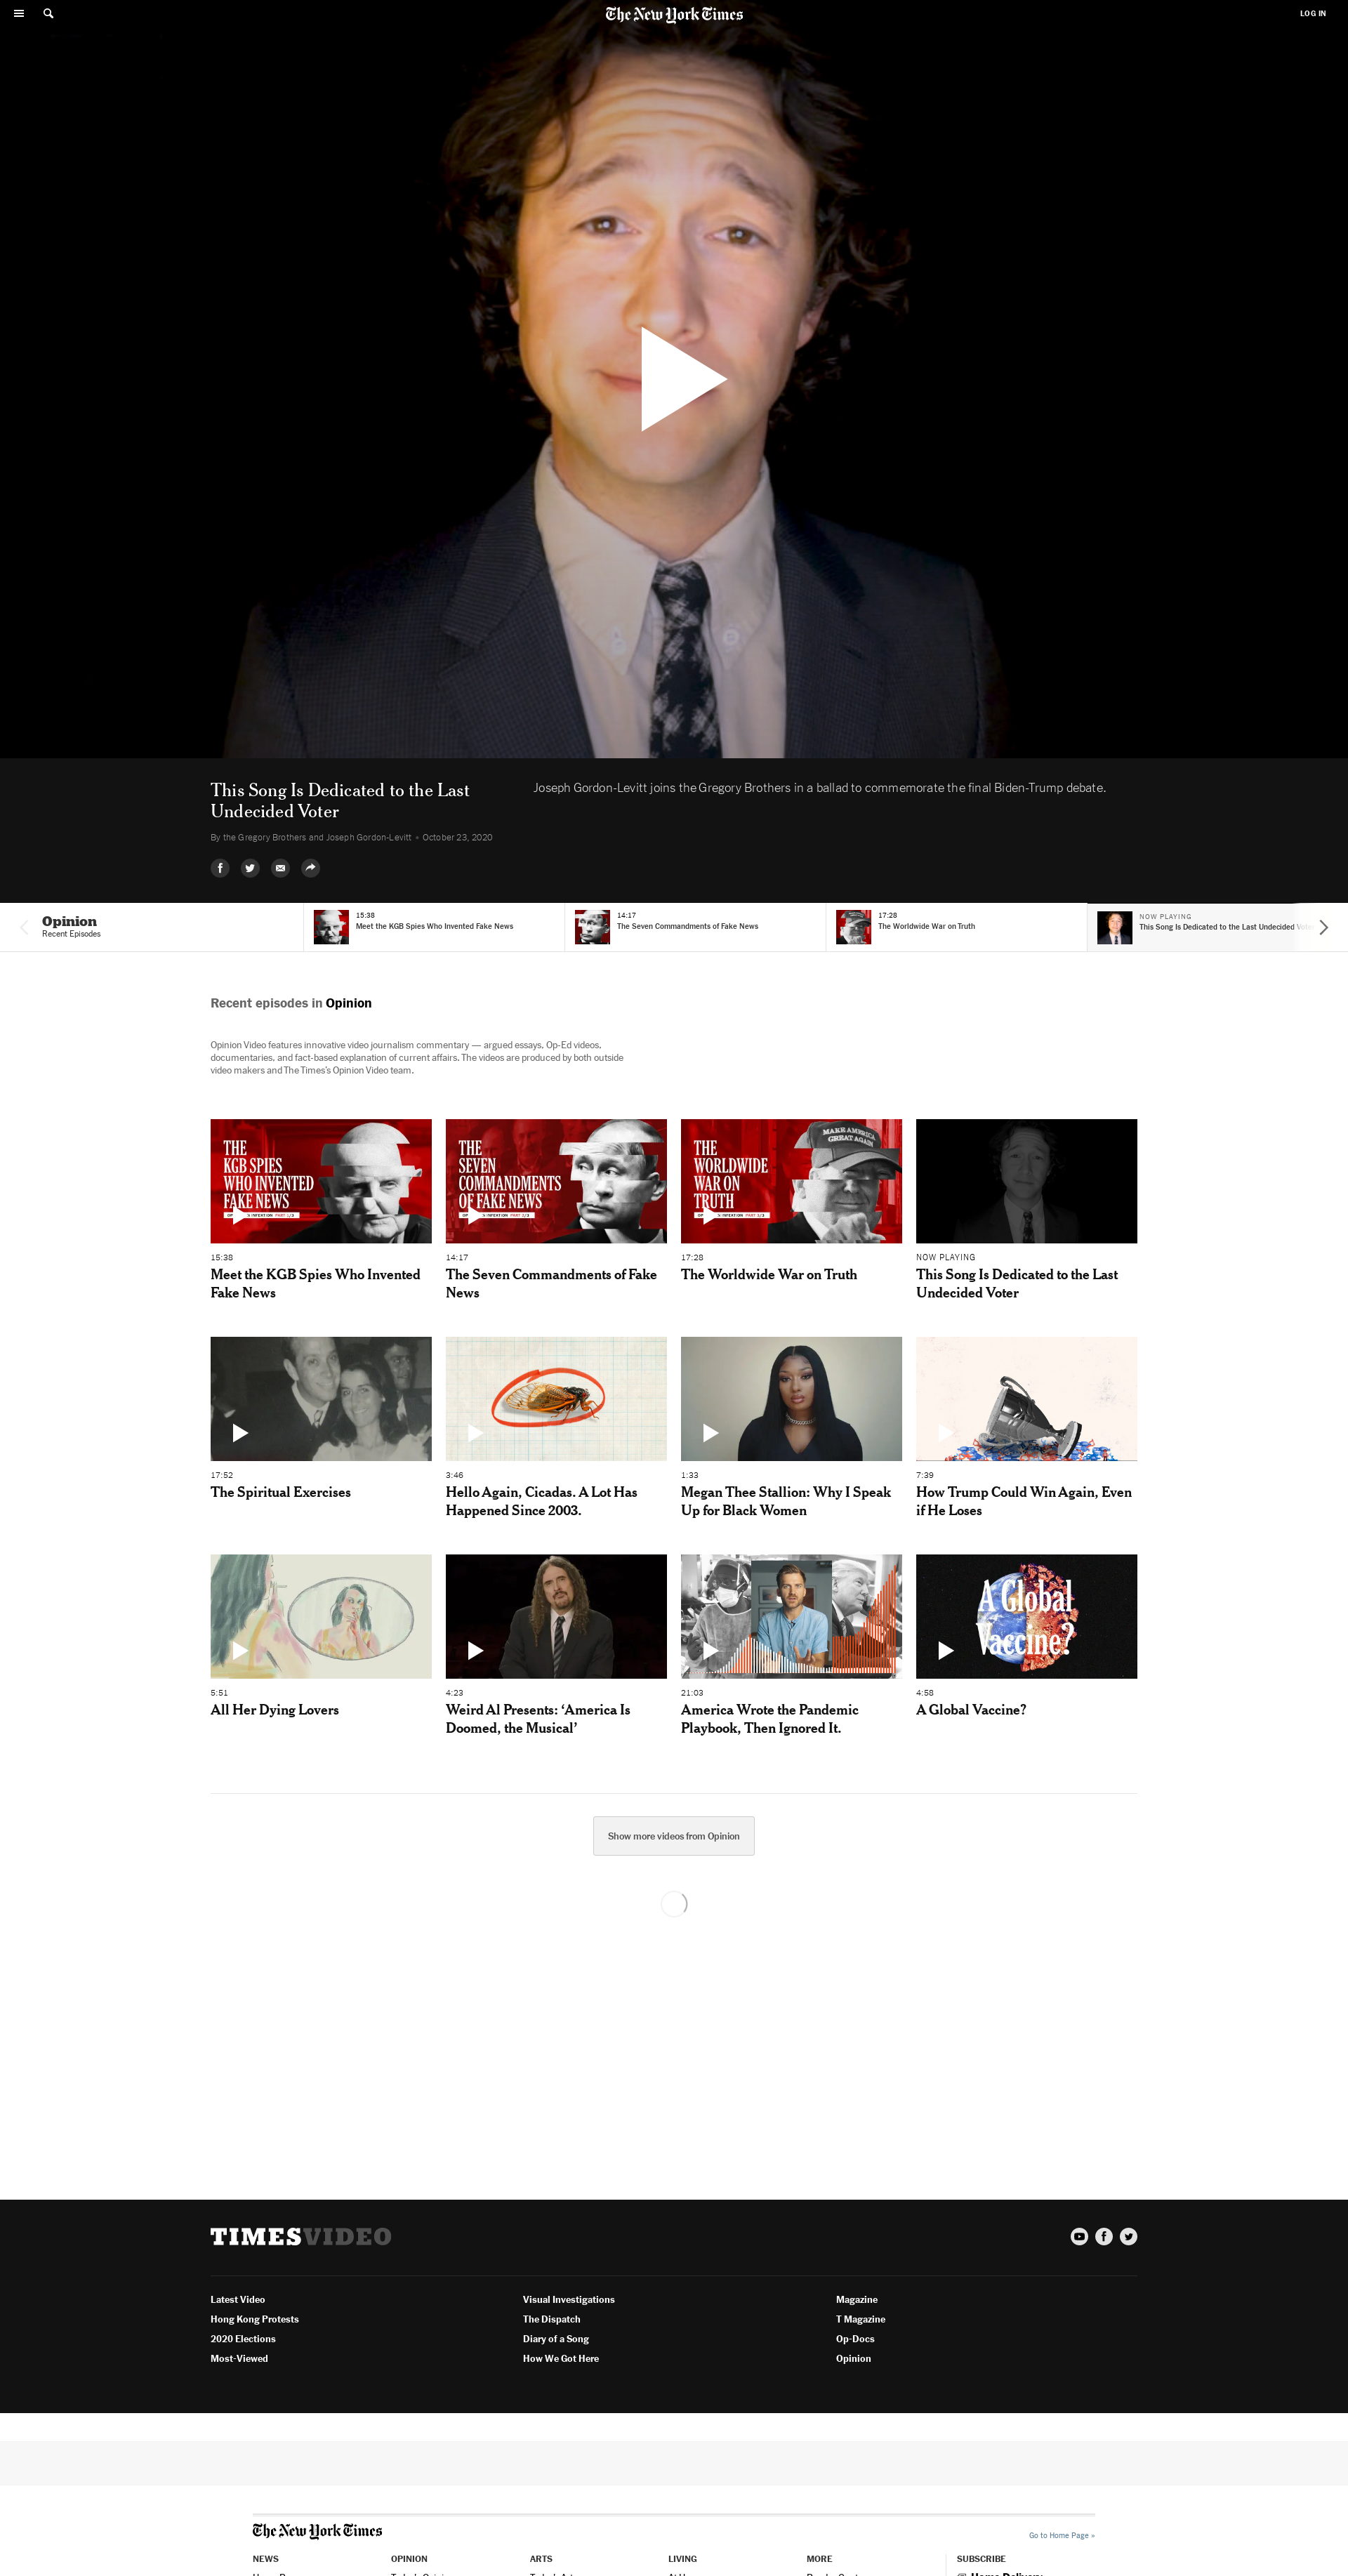 The New York Times
LOG IN
This Song Is Dedicated to the Last
Undecided Voter
By the Gregory Brothers and Joseph Gordon-Levitt • October 23, 2020
Joseph Gordon-Levitt joins the Gregory Brothers in a ballad to commemorate the final Biden-Trump debate.
Opinion
Recent Episodes
15:38
Meet the KGB Spies Who Invented Fake News
14:17
The Seven Commandments of Fake News
17:28
The Worldwide War on Truth
NOW PLAYING
This Song Is Dedicated to the Last Undecided Voter
Recent episodes in Opinion
Opinion Video features innovative video journalism commentary — argued essays, Op-Ed videos,
documentaries, and fact-based explanation of current affairs. The videos are produced by both outside
video makers and The Times's Opinion Video team.
THE
KGB SPIES
WHO INVENTED
FAKE NEWS
PART 1/3
THE
SEVEN
COMMANDMENTS
OF FAKE NEWS
PART 2/3
THE
WORLDWIDE
WAR ON
TRUTH
PART 3/3
MAKE AMERICA
GREAT AGAIN
15:38
Meet the KGB Spies Who Invented
Fake News
14:17
The Seven Commandments of Fake
News
17:28
The Worldwide War on Truth
NOW PLAYING
This Song Is Dedicated to the Last
Undecided Voter
17:52
The Spiritual Exercises
3:46
Hello Again, Cicadas. A Lot Has
Happened Since 2003.
1:33
Megan Thee Stallion: Why I Speak
Up for Black Women
7:39
How Trump Could Win Again, Even
if He Loses
A Global
Vaccine?
5:51
All Her Dying Lovers
4:23
Weird Al Presents: ‘America Is
Doomed, the Musical’
21:03
America Wrote the Pandemic
Playbook, Then Ignored It.
4:58
A Global Vaccine?
Show more videos from Opinion
TIMESVIDEO
Latest Video
Hong Kong Protests
2020 Elections
Most-Viewed
Visual Investigations
The Dispatch
Diary of a Song
How We Got Here
Magazine
T Magazine
Op-Docs
Opinion
The New York Times
Go to Home Page »
NEWS
OPINION
ARTS
LIVING
MORE
SUBSCRIBE